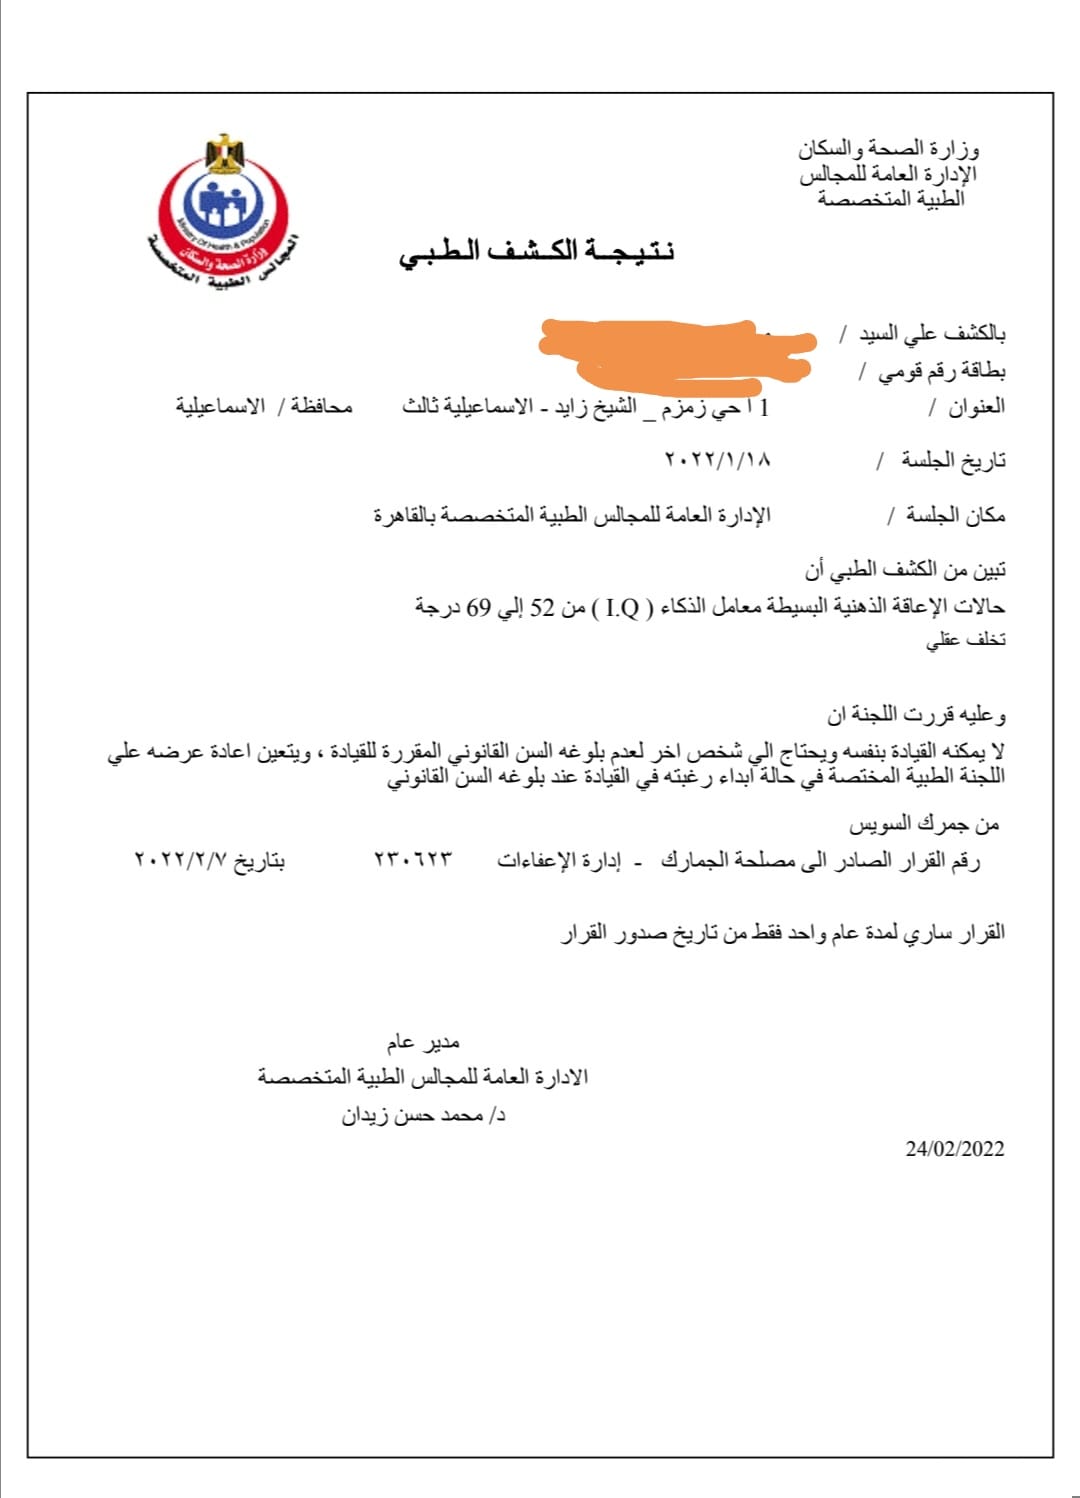 وزارة الصحة والسكان
الإدارة العامة للمجالس
الطبية المتخصصة
Ministry Of Health & Population
وزارة الصحة والسكان
المجالس الطبية المتخصصة
نتيجة الكشف الطبي
بالكشف علي السيد /
بطاقة رقم قومي /
العنوان / 1 ا حي زمزم _ الشيخ زايد - الاسماعيلية ثالث محافظة / الاسماعيلية
تاريخ الجلسة / ٢٠٢٢/١/١٨
مكان الجلسة / الإدارة العامة للمجالس الطبية المتخصصة بالقاهرة
تبين من الكشف الطبي أن
حالات الإعاقة الذهنية البسيطة معامل الذكاء ( I.Q ) من 52 إلي 69 درجة
تخلف عقلي
وعليه قررت اللجنة ان
لا يمكنه القيادة بنفسه ويحتاج الي شخص اخر لعدم بلوغه السن القانوني المقررة للقيادة ، ويتعين اعادة عرضه علي
اللجنة الطبية المختصة في حالة ابداء رغبته في القيادة عند بلوغه السن القانوني
من جمرك السويس
رقم القرار الصادر الى مصلحة الجمارك - إدارة الإعفاءات ٢٣٠٦٢٣ بتاريخ ٢٠٢٢/٢/٧
القرار ساري لمدة عام واحد فقط من تاريخ صدور القرار
مدير عام
الادارة العامة للمجالس الطبية المتخصصة
د/ محمد حسن زيدان
24/02/2022